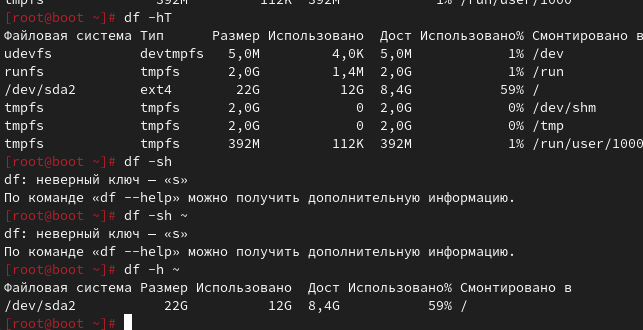 tmpfs 392M 112K 392M 1% /run/user/1000
[root@boot ~]# df -hT
Файловая система Тип Размер Использовано Дост Использовано% Смонтировано в
udevfs devtmpfs 5,0M 4,0K 5,0M 1% /dev
runfs tmpfs 2,0G 1,4M 2,0G 1% /run
/dev/sda2 ext4 22G 12G 8,4G 59% /
tmpfs tmpfs 2,0G 0 2,0G 0% /dev/shm
tmpfs tmpfs 2,0G 0 2,0G 0% /tmp
tmpfs tmpfs 392M 112K 392M 1% /run/user/1000
[root@boot ~]# df -sh
df: неверный ключ — «s»
По команде «df --help» можно получить дополнительную информацию.
[root@boot ~]# df -sh ~
df: неверный ключ — «s»
По команде «df --help» можно получить дополнительную информацию.
[root@boot ~]# df -h ~
Файловая система Размер Использовано Дост Использовано% Смонтировано в
/dev/sda2 22G 12G 8,4G 59% /
[root@boot ~]#